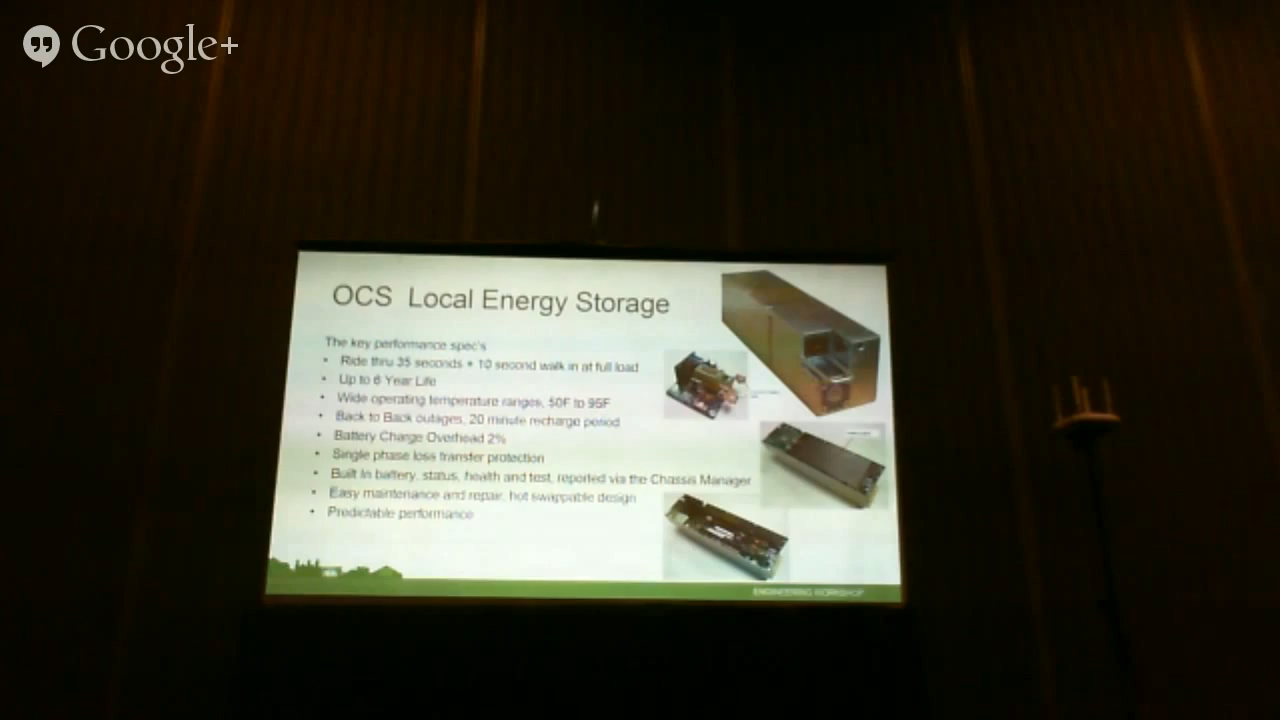 Google+
OCS Local Energy Storage
The key performance spec's
• Ride thru 35 seconds + 10 second walk in at full load
• Up to 6 Year Life
• Wide operating temperature ranges, 50F to 95F
• Back to Back outages, 20 minute recharge period
• Battery Charge Overhead 2%
• Single phase loss transfer protection
• Built In battery, status, health and test, reported via the Chassis Manager
• Easy maintenance and repair, hot swappable design
• Predictable performance
ENGINEERING WORKSHOP